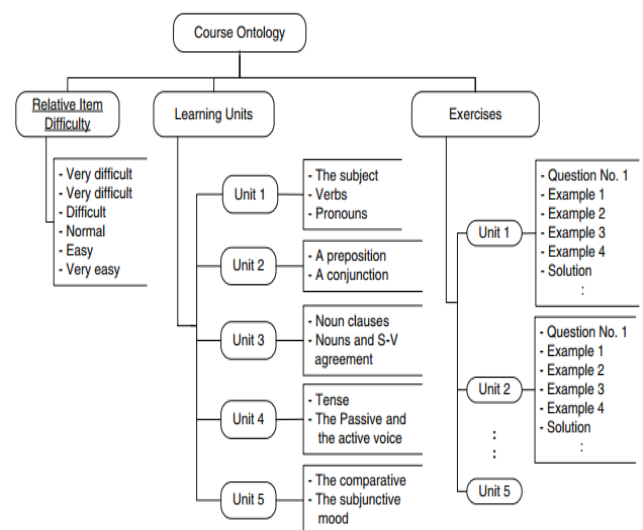 Course Ontology
Relative Item
Difficulty
- Very difficult
- Very difficult
- Difficult
- Normal
- Easy
- Very easy
Learning Units
Unit 1
- The subject
- Verbs
- Pronouns
Unit 2
- A preposition
- A conjunction
Unit 3
- Noun clauses
- Nouns and S-V
agreement
Unit 4
- Tense
- The Passive and
the active voice
Unit 5
- The comparative
- The subjunctive
mood
Exercises
Unit 1
- Question No. 1
- Example 1
- Example 2
- Example 3
- Example 4
- Solution
:
Unit 2
- Question No. 1
- Example 1
- Example 2
- Example 3
- Example 4
- Solution
:
:
:
Unit 5